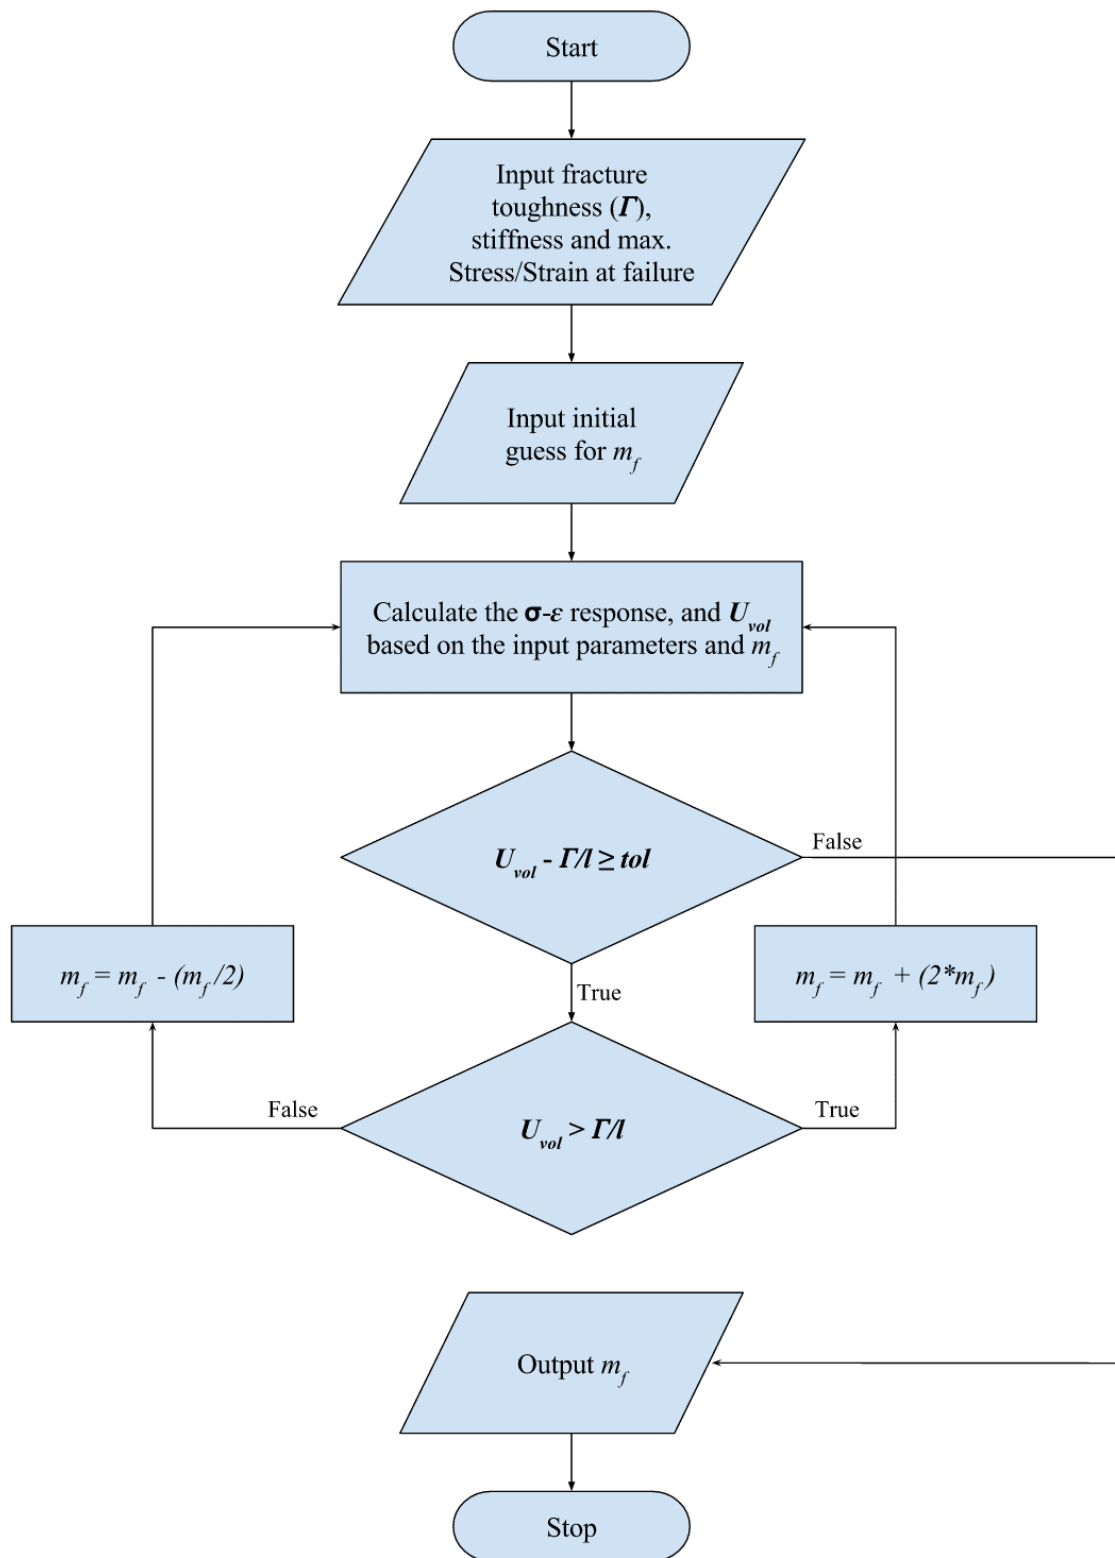 Start
Input fracture
toughness (Γ),
stiffness and max.
Stress/Strain at failure
Input initial
guess for m_f
Calculate the σ-ε response, and U_vol
based on the input parameters and m_f
U_vol - Γ/l ≥ tol
False
m_f = m_f - (m_f/2)
m_f = m_f + (2*m_f)
True
False
U_vol > Γ/l
True
Output m_f
Stop